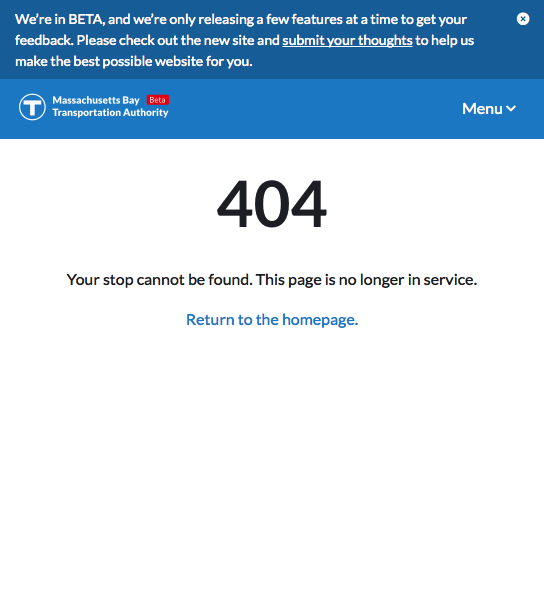 We're in BETA, and we're only releasing a few features at a time to get your
feedback. Please check out the new site and submit your thoughts to help us
make the best possible website for you.
T Massachusetts Bay Beta
Transportation Authority
Menu
404
Your stop cannot be found. This page is no longer in service.
Return to the homepage.